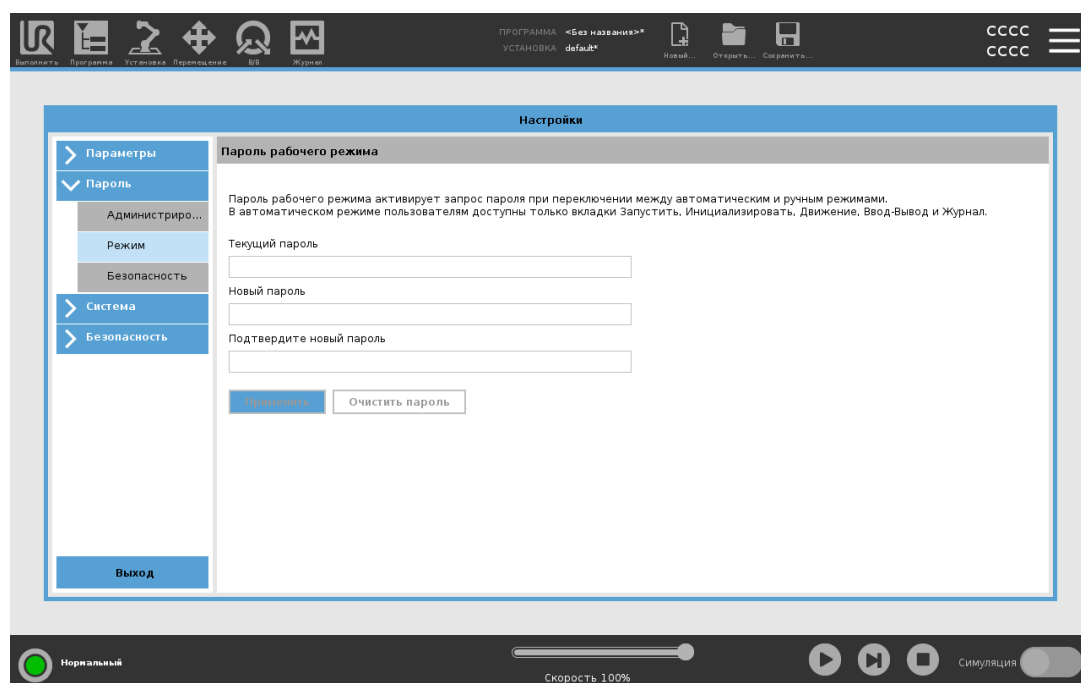 UR
ПРОГРАММА <Без названия>*
УСТАНОВКА default*
Выполнить Программа Установка Перемещение В/В Журнал
Новый... Открыть... Сохранить...
CCCC
CCCC
Настройки
Параметры
Пароль
Администриро...
Режим
Безопасность
Система
Безопасность
Выход
Пароль рабочего режима
Пароль рабочего режима активирует запрос пароля при переключении между автоматическим и ручным режимами.
В автоматическом режиме пользователям доступны только вкладки Запустить, Инициализировать, Движение, Ввод-Вывод и Журнал.
Текущий пароль
Новый пароль
Подтвердите новый пароль
Применить Очистить пароль
Нормальный
Скорость 100%
Симуляция